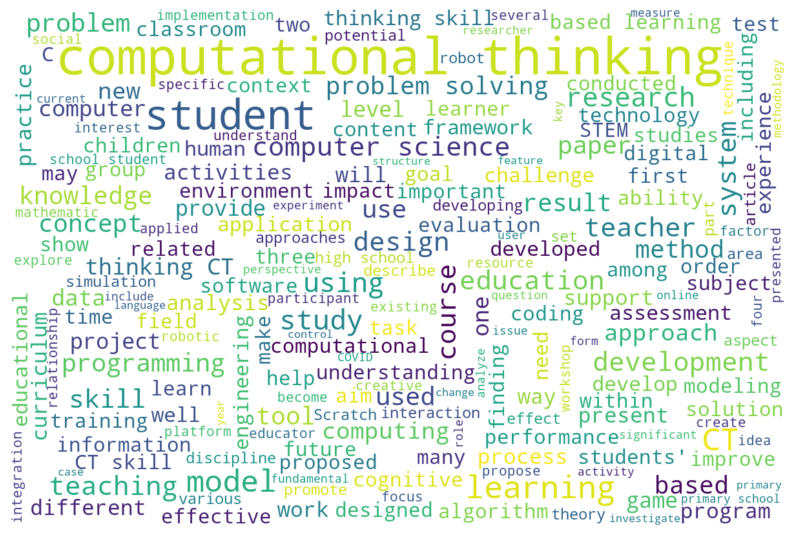 problem implementation classroom two thinking skill several based learning measure test
social C potential researcher
computational thinking
robot technique including methodology
practice new specific context problem solving conducted key research
computer current student level learner technology system experience
interest understand content framework STEM studies
children human computer science paper digital article
school student group activities will goal challenge first
may structure feature
knowledge environment impact important result ability part
mathematic concept provide experiment developing use teacher factor
applied application evaluation user set
show approaches design method area presented
explore related three high school describe developed among order
perspective resource
thinking CT software using education subject
simulation participant existing question online four
data include analysis course one coding support assessment
language
educational time field study task issue approach aspect
relationship robotic control form
curriculum project make computational need
COVID analyze workshop finding
programming engineering understanding development
learn help creative change way develop modeling
skill become aim used within solution
training well tool Scratch interaction effect present create
year platform educator computing role performance significant CT idea
information future
integration CT skill discipline proposed many process students' improve
case fundamental cognitive propose activity primary
teaching model learning based game primary school
various promote focus
different effective work designed algorithm theory investigate program